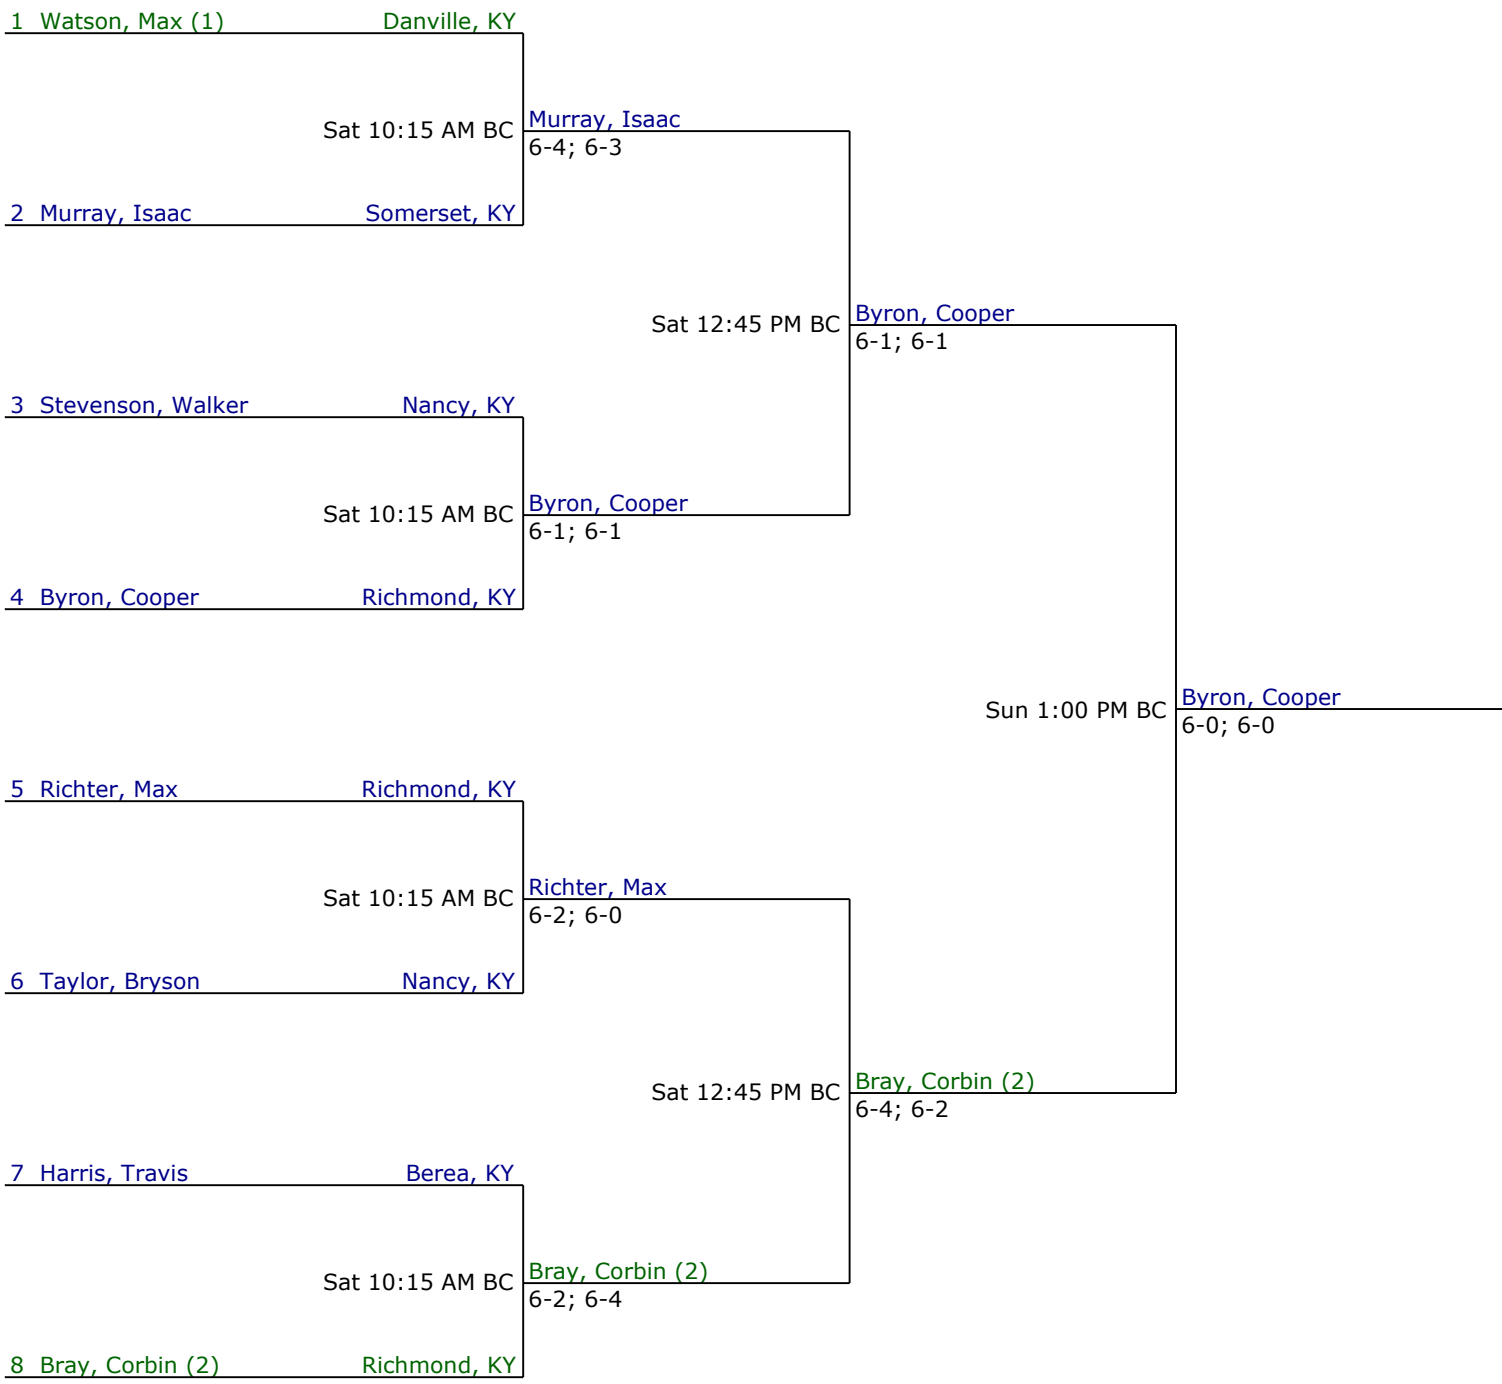 1 Watson, Max (1) Danville, KY
Murray, Isaac
Sat 10:15 AM BC
6-4; 6-3
2 Murray, Isaac Somerset, KY
Byron, Cooper
Sat 12:45 PM BC
6-1; 6-1
3 Stevenson, Walker Nancy, KY
Byron, Cooper
Sat 10:15 AM BC
6-1; 6-1
4 Byron, Cooper Richmond, KY
Byron, Cooper
Sun 1:00 PM BC
6-0; 6-0
5 Richter, Max Richmond, KY
Richter, Max
Sat 10:15 AM BC
6-2; 6-0
6 Taylor, Bryson Nancy, KY
Bray, Corbin (2)
Sat 12:45 PM BC
6-4; 6-2
7 Harris, Travis Berea, KY
Bray, Corbin (2)
Sat 10:15 AM BC
6-2; 6-4
8 Bray, Corbin (2) Richmond, KY